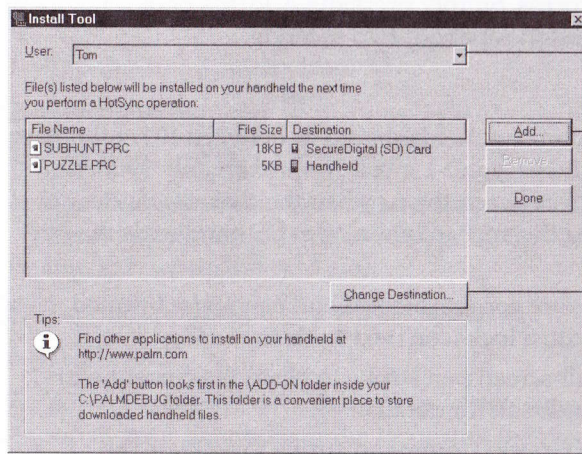 Install Tool
User: Tom
File(s) listed below will be installed on your handheld the next time
you perform a HotSync operation:
File Name File Size Destination
SUBHUNT.PRC 18KB SecureDigital (SD) Card
PUZZLE.PRC 5KB Handheld
Add...
Remove...
Done
Change Destination...
Tips:
Find other applications to install on your handheld at
http://www.palm.com
The 'Add' button looks first in the \ADD-ON folder inside your
C:\PALMDEBUG folder. This folder is a convenient place to store
downloaded handheld files.